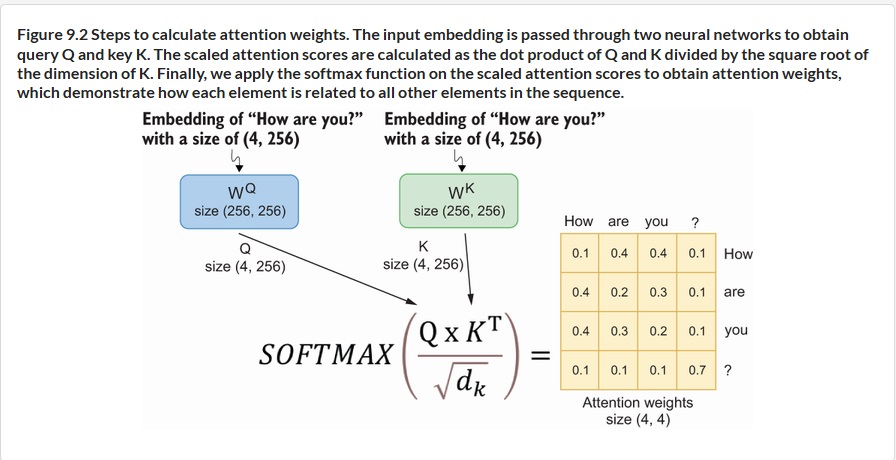 Figure 9.2 Steps to calculate attention weights. The input embedding is passed through two neural networks to obtain
query Q and key K. The scaled attention scores are calculated as the dot product of Q and K divided by the square root of
the dimension of K. Finally, we apply the softmax function on the scaled attention scores to obtain attention weights,
which demonstrate how each element is related to all other elements in the sequence.
Embedding of “How are you?” Embedding of “How are you?”
with a size of (4, 256) with a size of (4, 256)
W^Q W^K
size (256, 256) size (256, 256)
How are you ?
Q K
size (4, 256) size (4, 256)
0.1 0.4 0.4 0.1 How
0.4 0.2 0.3 0.1 are
0.4 0.3 0.2 0.1 you
0.1 0.1 0.1 0.7 ?
SOFTMAX (Q x K^T / √d_k) =
Attention weights
size (4, 4)